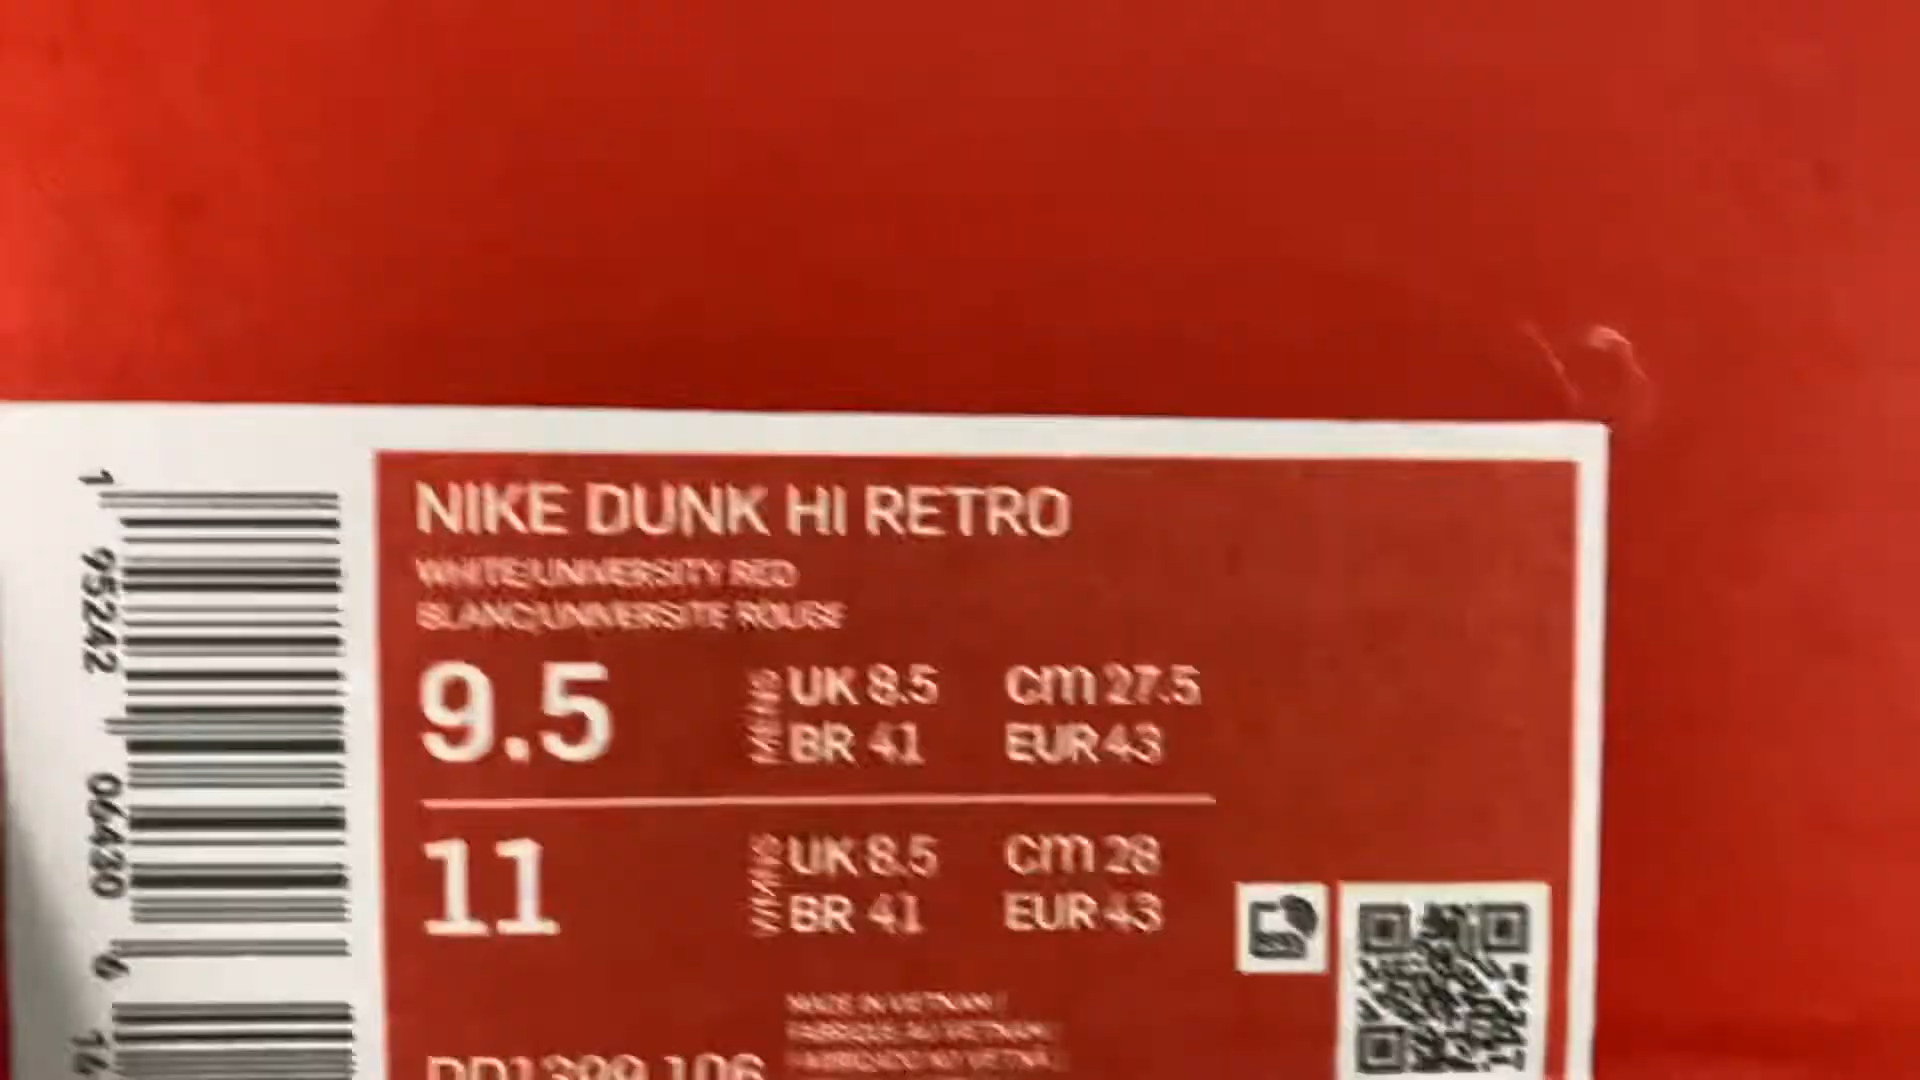 NIKE DUNK HI RETRO
WHITE/UNIVERSITY RED
BLANC/UNIVERSITE ROUGE
9.5 MENS UK 8.5 CM 27.5
BR 41 EUR 43
11 WMNS UK 8.5 CM 28
BR 41 EUR 43
MADE IN VIETNAM /
FABRIQUE AU VIETNAM /
FABRICADO
DD1399 106
1 95242 06430 6